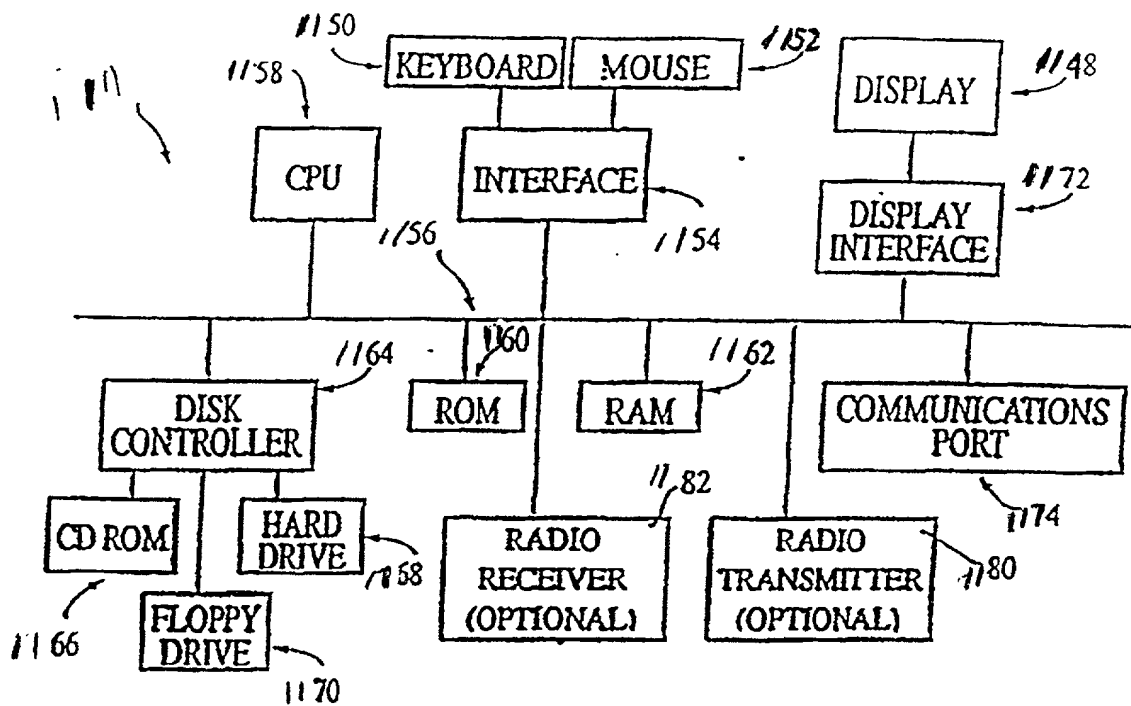 1150
KEYBOARD
MOUSE
1152
1158
DISPLAY
1148
CPU
INTERFACE
1154
1172
DISPLAY
INTERFACE
1156
1160
1164
1162
DISK
CONTROLLER
ROM
RAM
COMMUNICATIONS
PORT
1174
CD ROM
HARD
DRIVE
1168
1182
RADIO
RECEIVER
(OPTIONAL)
RADIO
TRANSMITTER
(OPTIONAL)
1180
1166
FLOPPY
DRIVE
1170